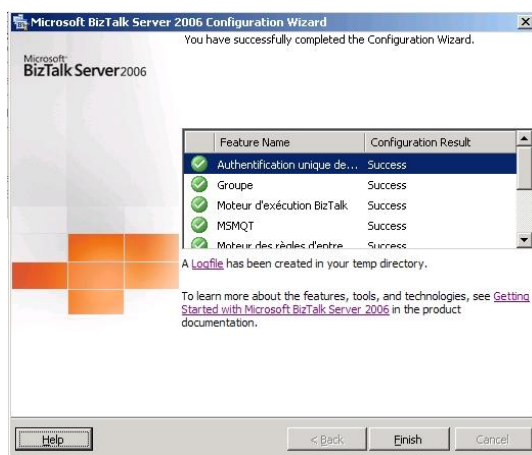 Microsoft BizTalk Server 2006 Configuration Wizard
You have successfully completed the Configuration Wizard.
Microsoft
BizTalk Server 2006
Feature Name Configuration Result
Authentification unique de... Success
Groupe Success
Moteur d'exécution BizTalk Success
MSMQT Success
Moteur des règles d'entre Success
A Logfile has been created in your temp directory.
To learn more about the features, tools, and technologies, see Getting
Started with Microsoft BizTalk Server 2006 in the product
documentation.
Help < Back Finish Cancel